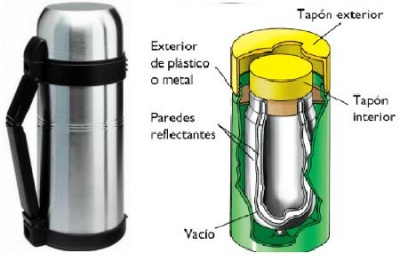 Tapón exterior
Exterior
de plástico
o metal
Tapón
interior
Paredes
reflectantes
Vacío